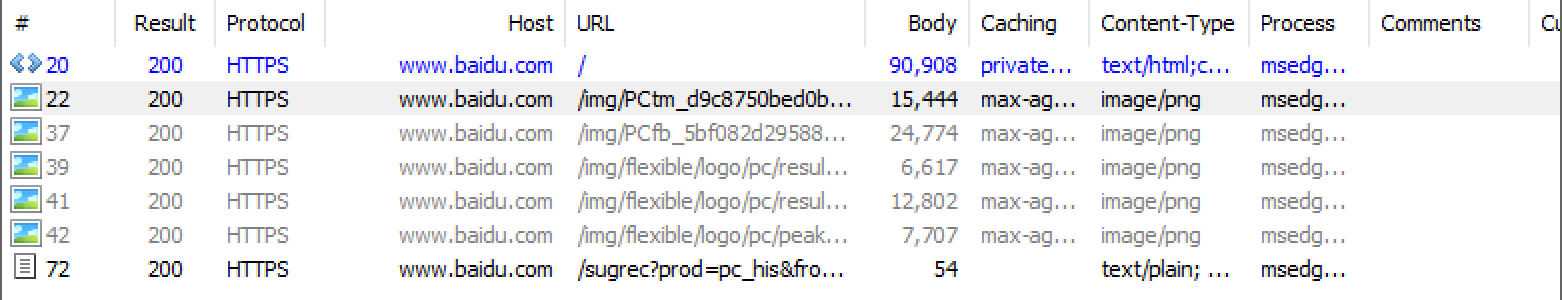 # Result Protocol Host URL Body Caching Content-Type Process Comments Cu
20 200 HTTPS www.baidu.com / 90,908 private... text/html;c... msedg...
22 200 HTTPS www.baidu.com /img/PCtm_d9c8750bed0b... 15,444 max-ag... image/png msedg...
37 200 HTTPS www.baidu.com /img/PCfb_5bf082d29588... 24,774 max-ag... image/png msedg...
39 200 HTTPS www.baidu.com /img/flexible/logo/pc/resul... 6,617 max-ag... image/png msedg...
41 200 HTTPS www.baidu.com /img/flexible/logo/pc/resul... 12,802 max-ag... image/png msedg...
42 200 HTTPS www.baidu.com /img/flexible/logo/pc/peak... 7,707 max-ag... image/png msedg...
72 200 HTTPS www.baidu.com /sugrec?prod=pc_his&fro... 54 text/plain; ... msedg...